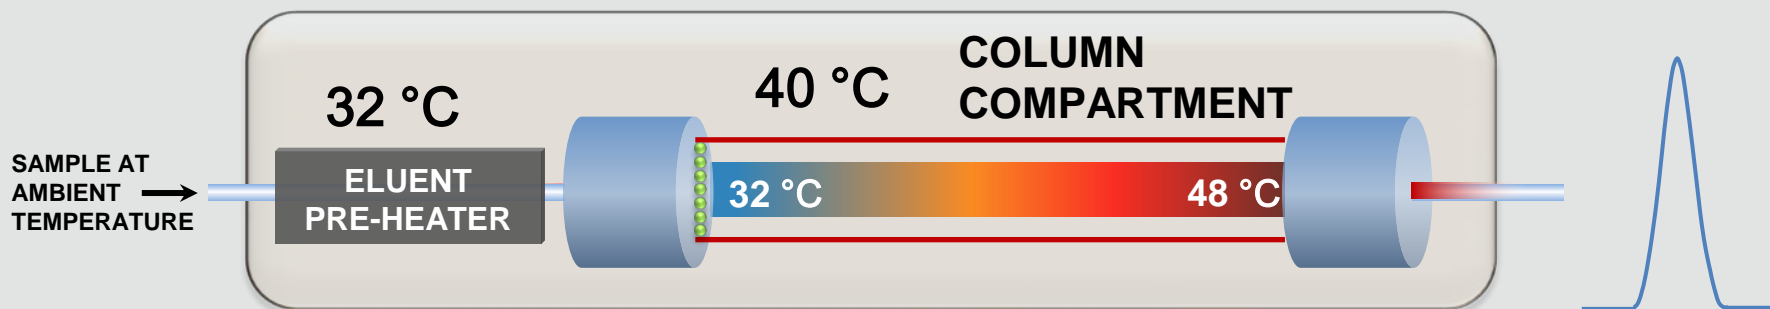 SAMPLE AT
AMBIENT
TEMPERATURE
32 °C
ELUENT
PRE-HEATER
40 °C
COLUMN
COMPARTMENT
32 °C
48 °C